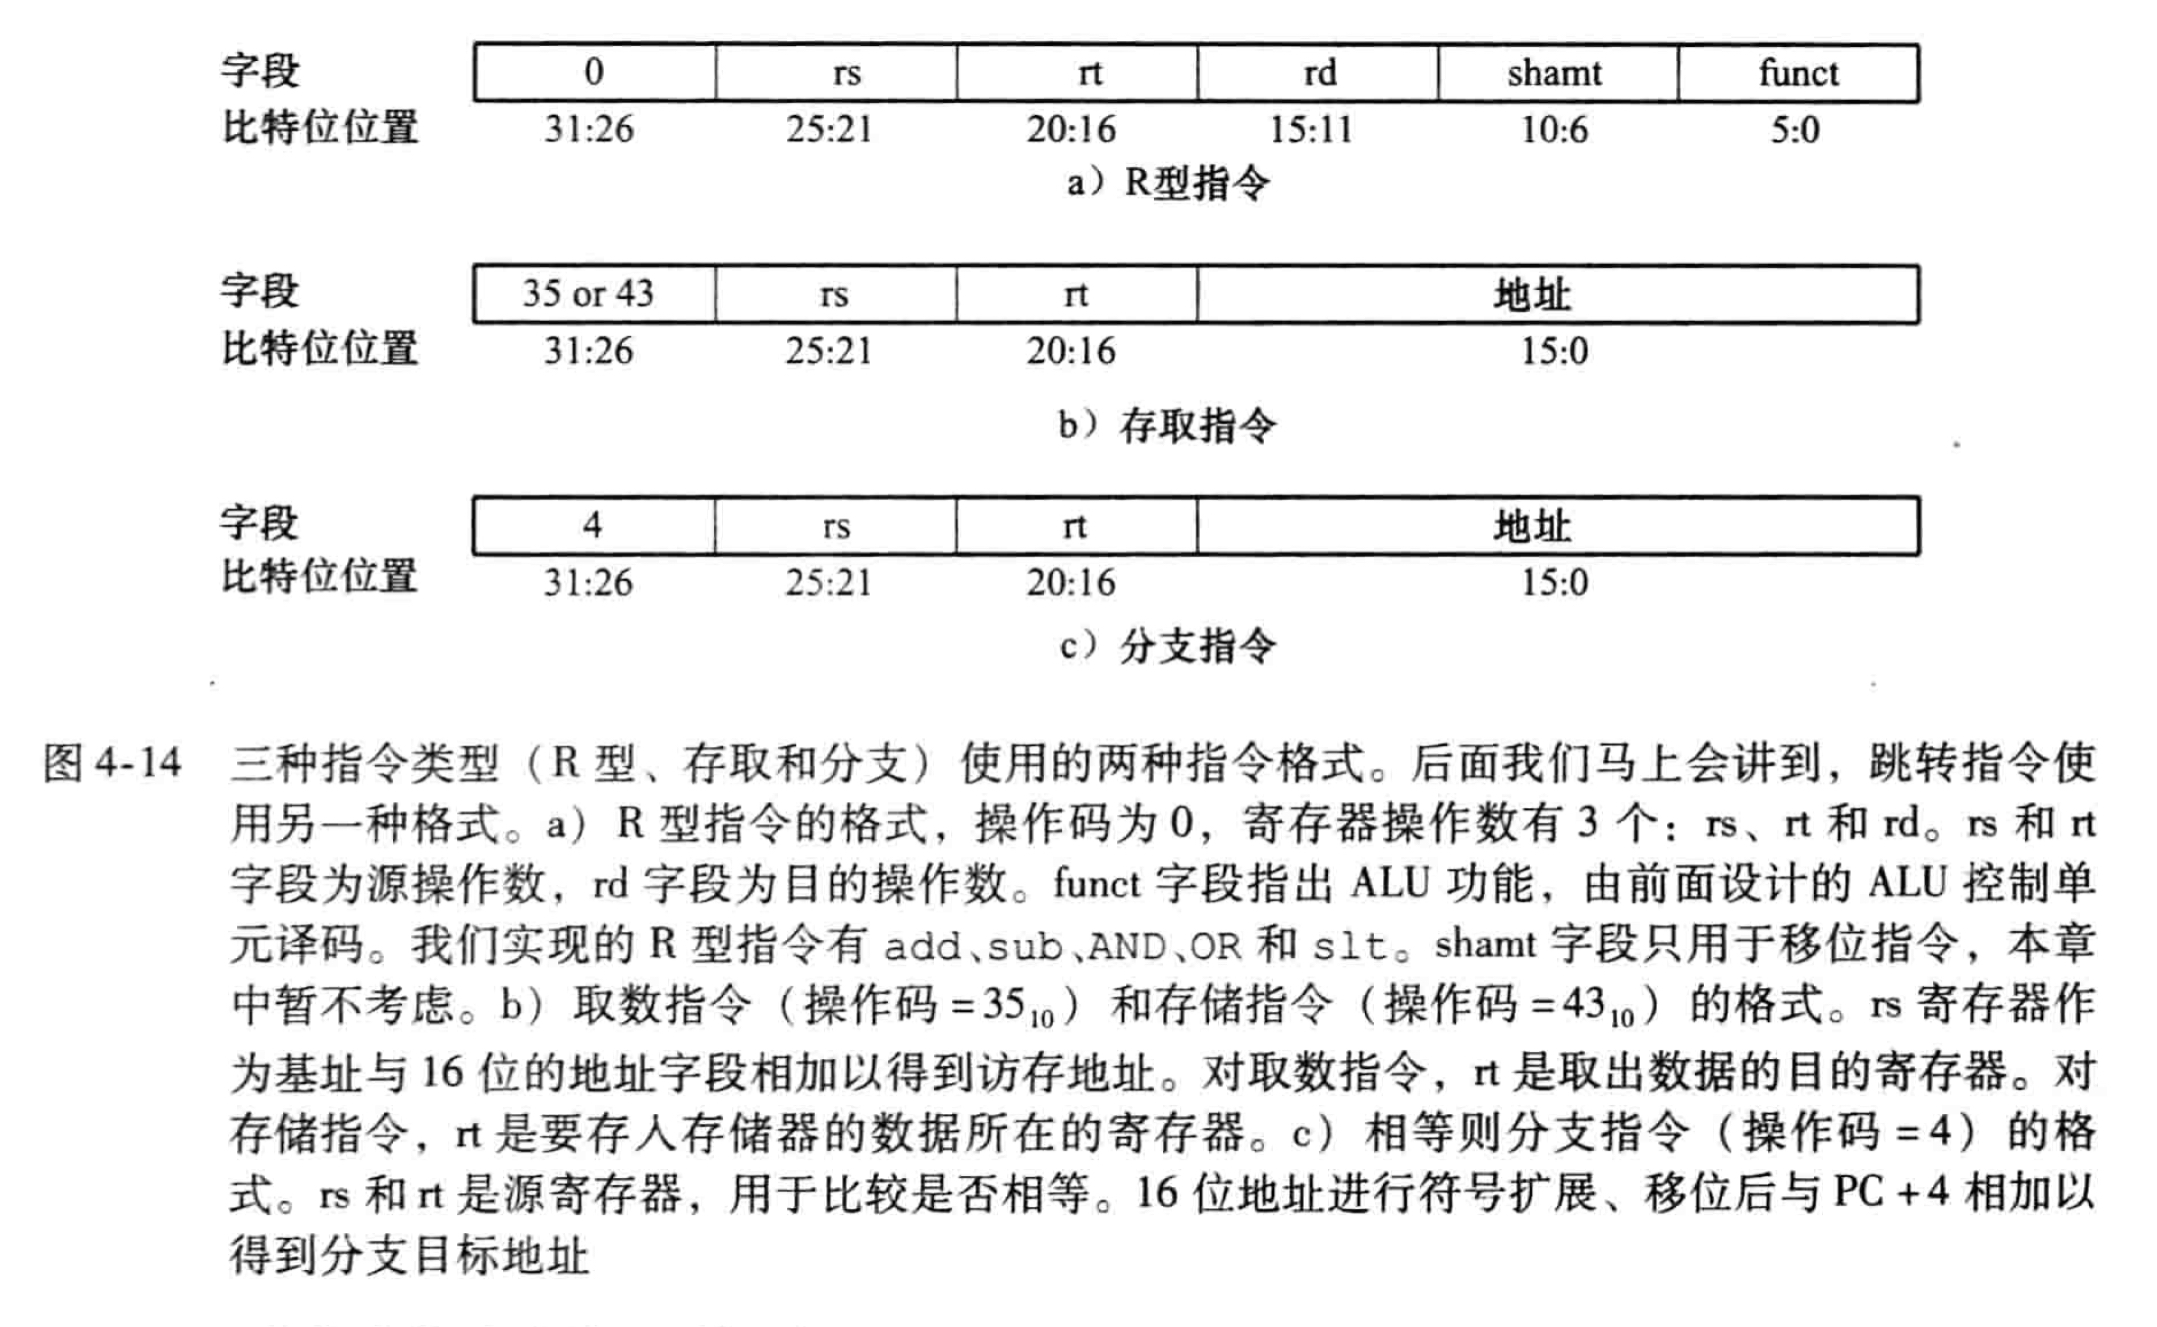 字段 0 rs rt rd shamt funct
比特位位置 31:26 25:21 20:16 15:11 10:6 5:0
a）R型指令
字段 35 or 43 rs rt 地址
比特位位置 31:26 25:21 20:16 15:0
b）存取指令
字段 4 rs rt 地址
比特位位置 31:26 25:21 20:16 15:0
c）分支指令
图 4-14 三种指令类型（R 型、存取和分支）使用的两种指令格式。后面我们马上会讲到，跳转指令使
用另一种格式。a）R 型指令的格式，操作码为 0，寄存器操作数有 3 个：rs、rt 和 rd。rs 和 rt
字段为源操作数，rd 字段为目的操作数。funct 字段指出 ALU 功能，由前面设计的 ALU 控制单
元译码。我们实现的 R 型指令有 add、sub、AND、OR 和 slt。shamt 字段只用于移位指令，本章
中暂不考虑。b）取数指令（操作码 =35₁₀）和存储指令（操作码 =43₁₀）的格式。rs 寄存器作
为基址与 16 位的地址字段相加以得到访存地址。对取数指令，rt 是取出数据的目的寄存器。对
存储指令，rt 是要存入存储器的数据所在的寄存器。c）相等则分支指令（操作码 =4）的格
式。rs 和 rt 是源寄存器，用于比较是否相等。16 位地址进行符号扩展、移位后与 PC +4 相加以
得到分支目标地址